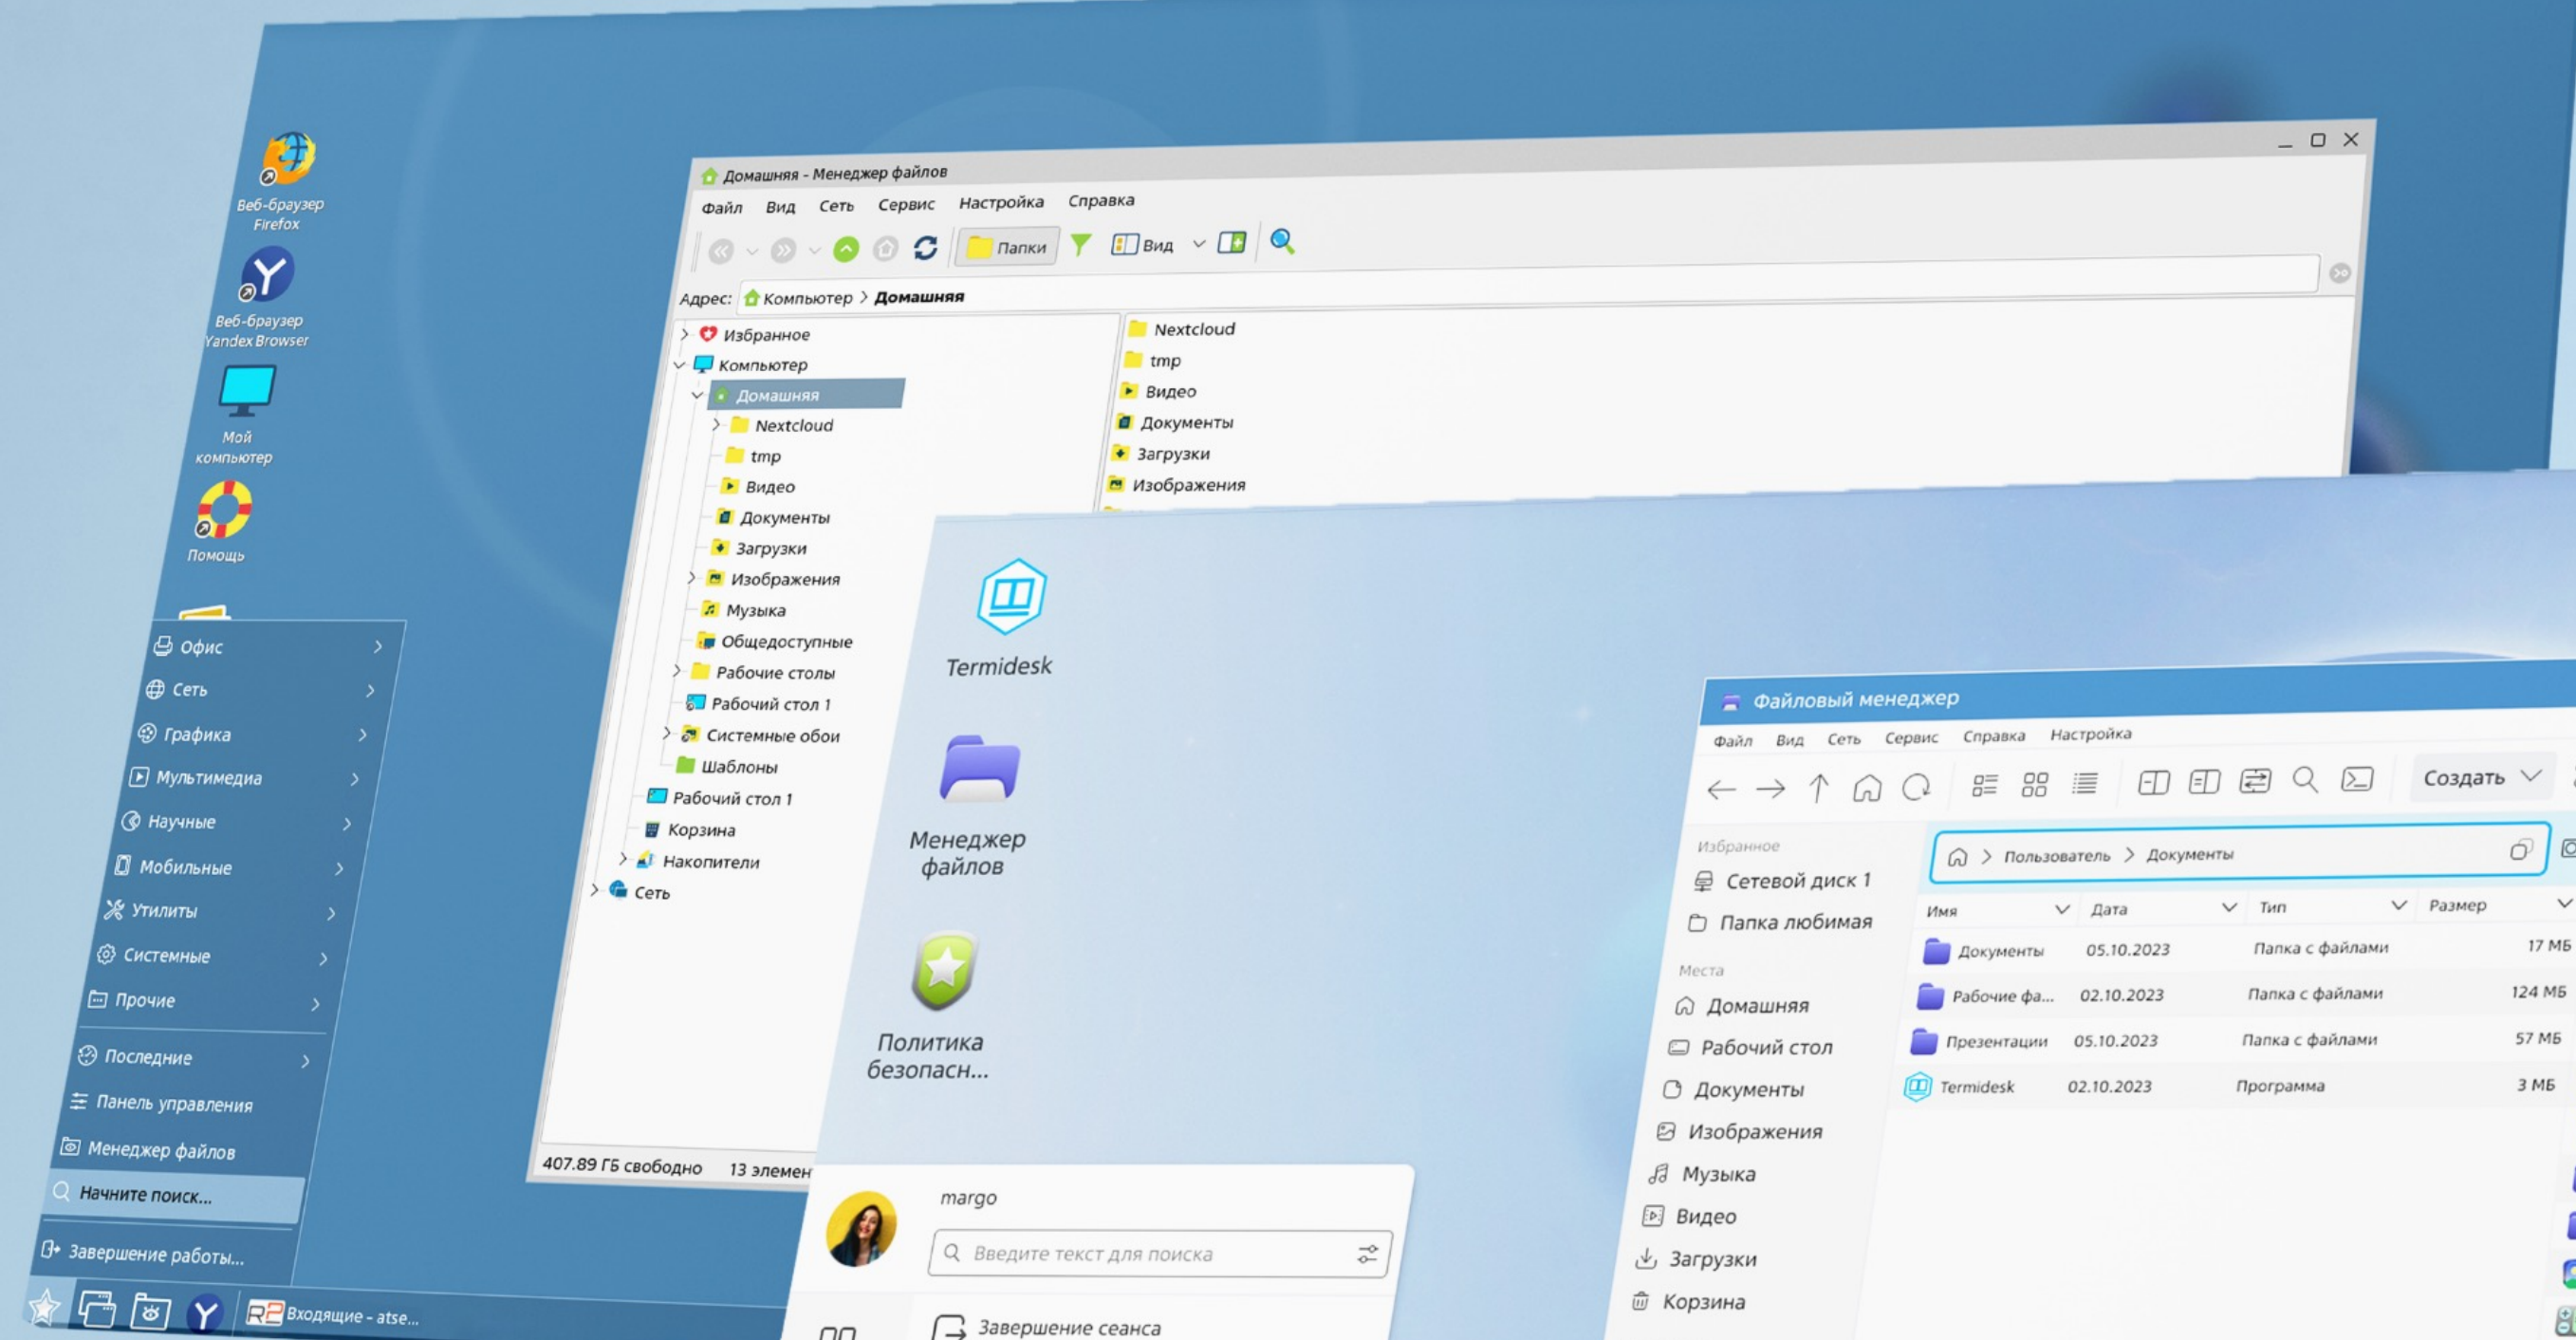 Веб-браузер
Firefox
Веб-браузер
Yandex Browser
Мой
компьютер
Помощь
Офис
Сеть
Графика
Мультимедиа
Научные
Мобильные
Утилиты
Системные
Прочие
Последние
Панель управления
Менеджер файлов
Начните поиск...
Завершение работы...
R2 Входящие - atse...
Домашняя - Менеджер файлов
Файл Вид Сеть Сервис Настройка Справка
Папки Вид
Адрес: Компьютер > Домашняя
Избранное
Компьютер
Домашняя
Nextcloud
tmp
Видео
Документы
Загрузки
Изображения
Музыка
Общедоступные
Рабочие столы
Рабочий стол 1
Системные обои
Шаблоны
Рабочий стол 1
Корзина
Накопители
Сеть
Nextcloud
tmp
Видео
Документы
Загрузки
Изображения
407.89 ГБ свободно 13 элемен
Termidesk
Менеджер
файлов
Политика
безопасн...
margo
Введите текст для поиска
Завершение сеанса
Файловый менеджер
Файл Вид Сеть Сервис Справка Настройка
Создать
Избранное
Сетевой диск 1
Папка любимая
Места
Домашняя
Рабочий стол
Документы
Изображения
Музыка
Видео
Загрузки
Корзина
> Пользователь > Документы
Имя Дата Тип Размер
Документы 05.10.2023 Папка с файлами 17 МБ
Рабочие фа... 02.10.2023 Папка с файлами 124 МБ
Презентации 05.10.2023 Папка с файлами 57 МБ
Termidesk 02.10.2023 Программа 3 МБ